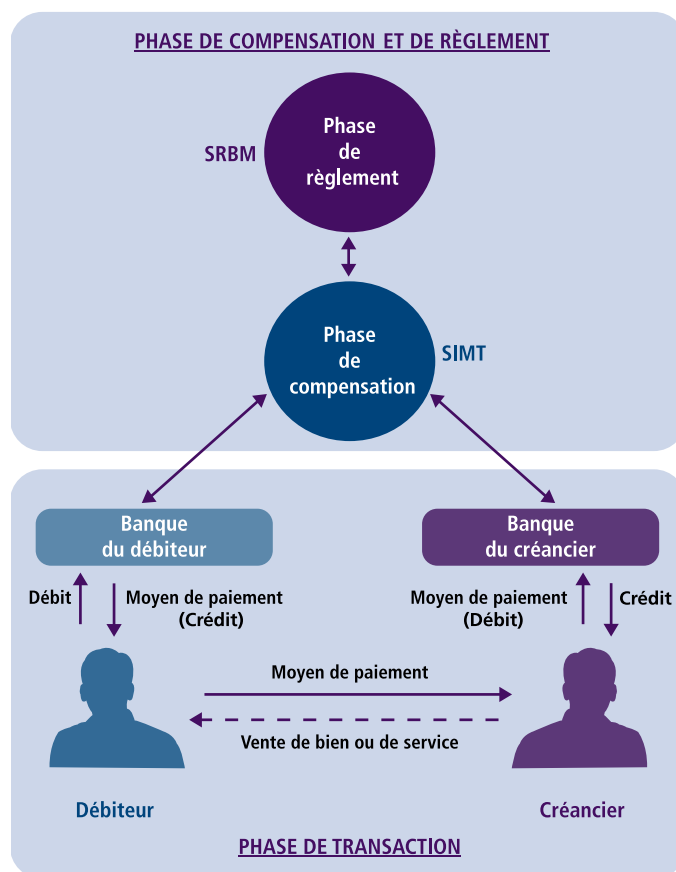 PHASE DE COMPENSATION ET DE RÈGLEMENT
SRBM
Phase
de
règlement
Phase
de
compensation
SIMT
Banque
du débiteur
Banque
du créancier
Débit
Moyen de paiement
(Crédit)
Moyen de paiement
(Débit)
Crédit
Moyen de paiement
Vente de bien ou de service
Débiteur
Créancier
PHASE DE TRANSACTION